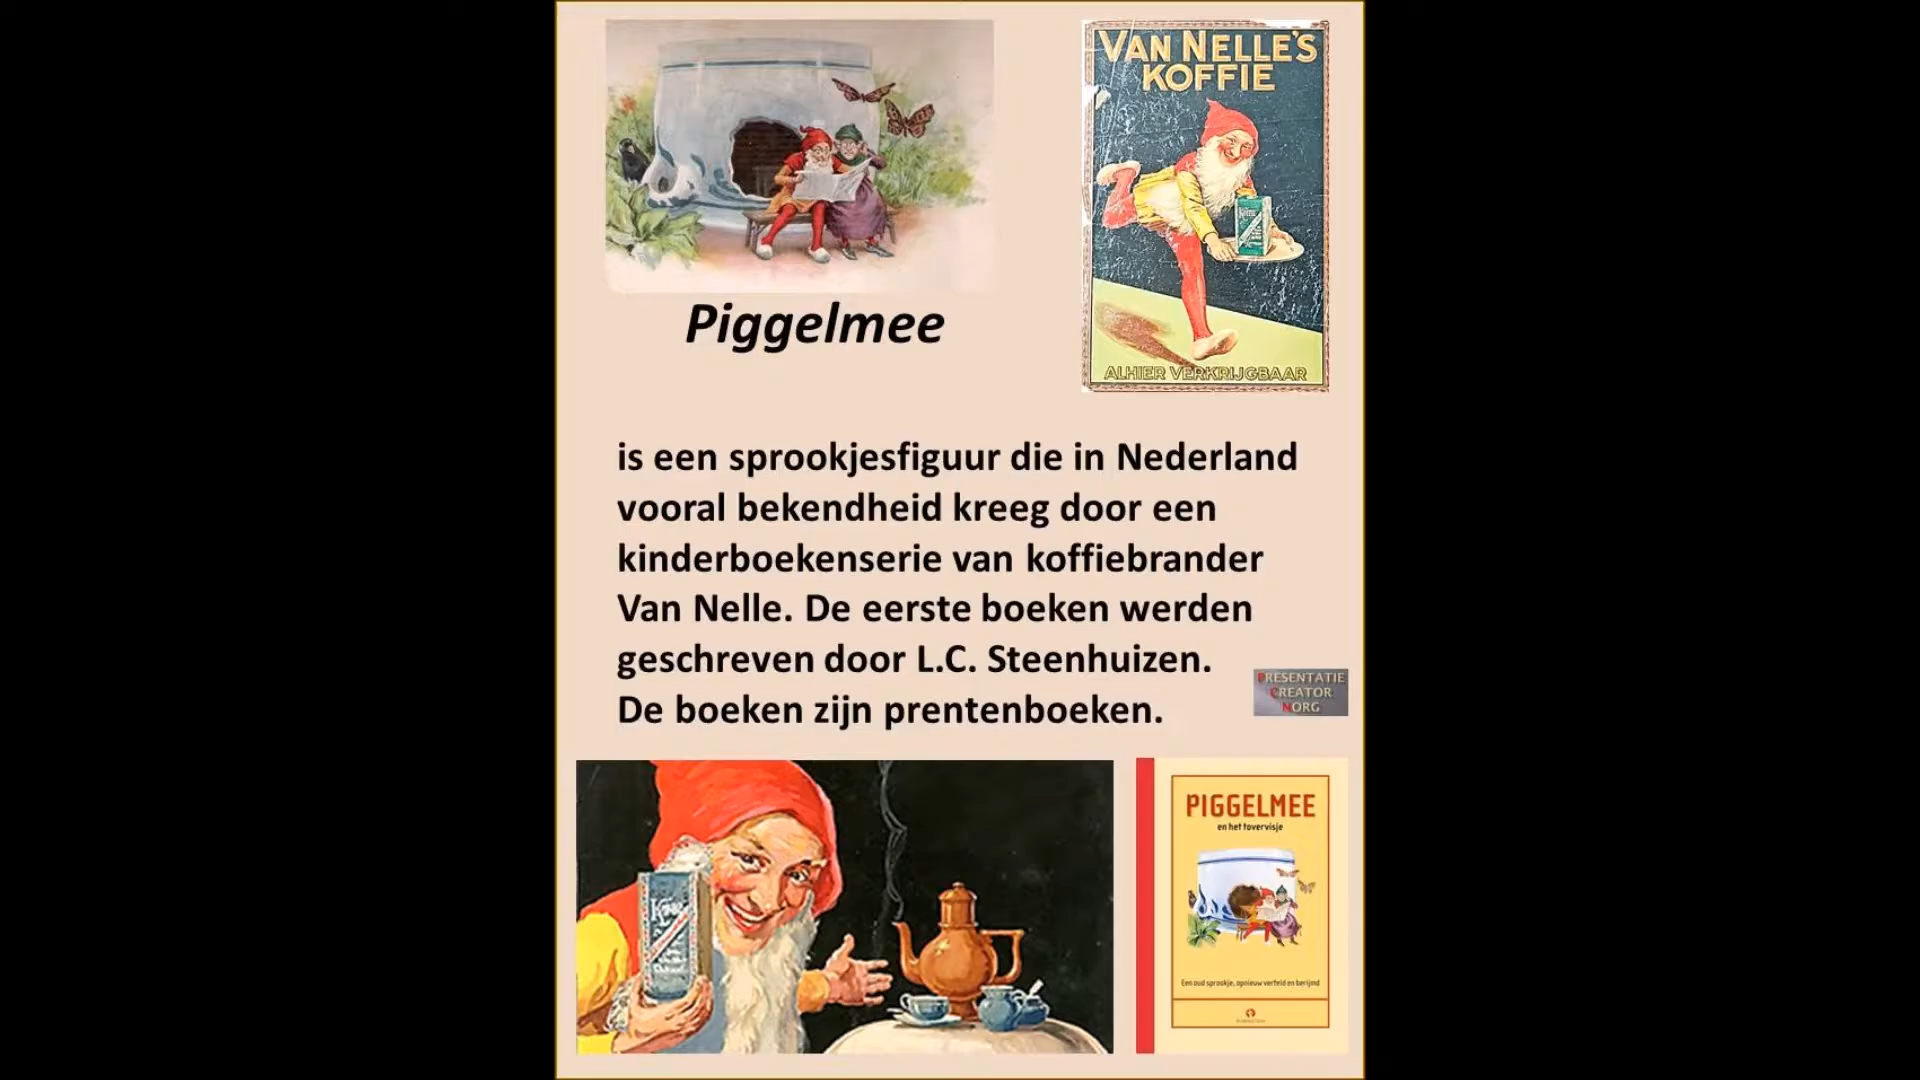 VAN NELLE'S
KOFFIE
ALHIER VERKRIJGBAAR
Piggelmee
is een sprookjesfiguur die in Nederland
vooral bekendheid kreeg door een
kinderboekenserie van koffiebrander
Van Nelle. De eerste boeken werden
geschreven door L.C. Steenhuizen.
De boeken zijn prentenboeken.
PRESENTATIE
CREATOR
NORG
PIGGELMEE
en het tovervisje
Een oud sprookje, opnieuw verteld en berijmd